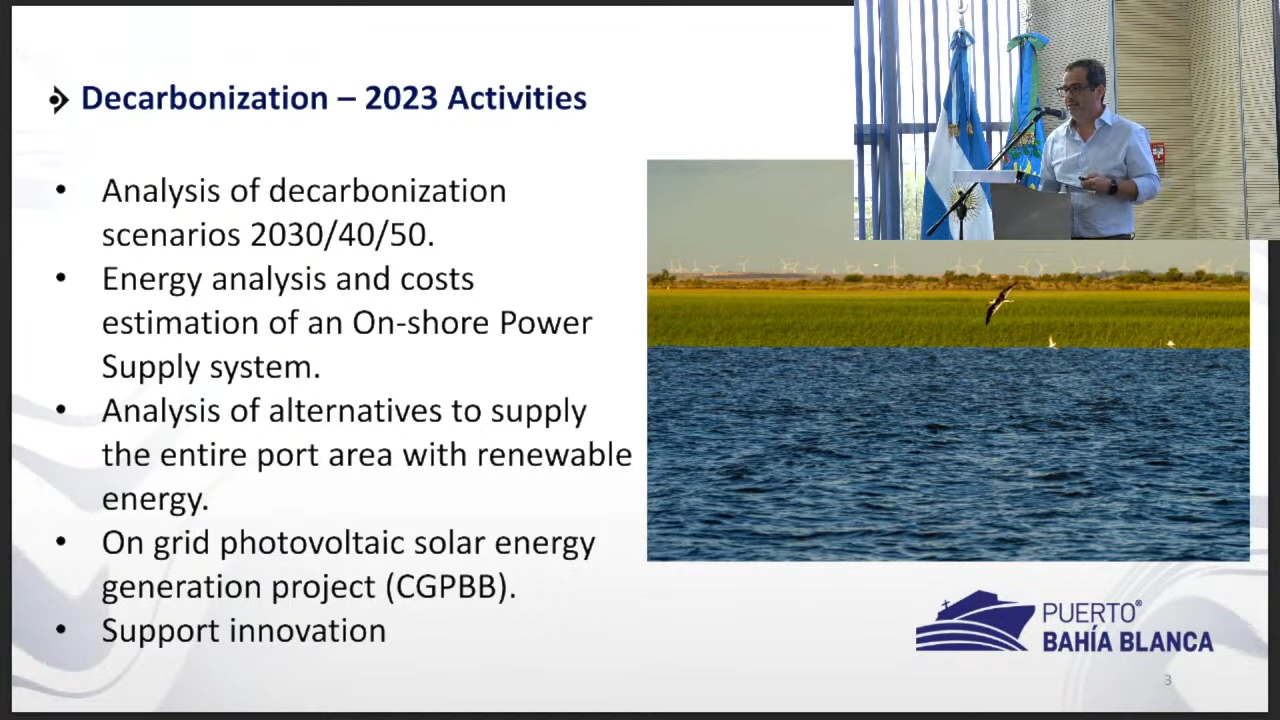 Decarbonization – 2023 Activities
• Analysis of decarbonization
scenarios 2030/40/50.
• Energy analysis and costs
estimation of an On-shore Power
Supply system.
• Analysis of alternatives to supply
the entire port area with renewable
energy.
• On grid photovoltaic solar energy
generation project (CGPBB).
• Support innovation
PUERTO®
BAHÍA BLANCA
3